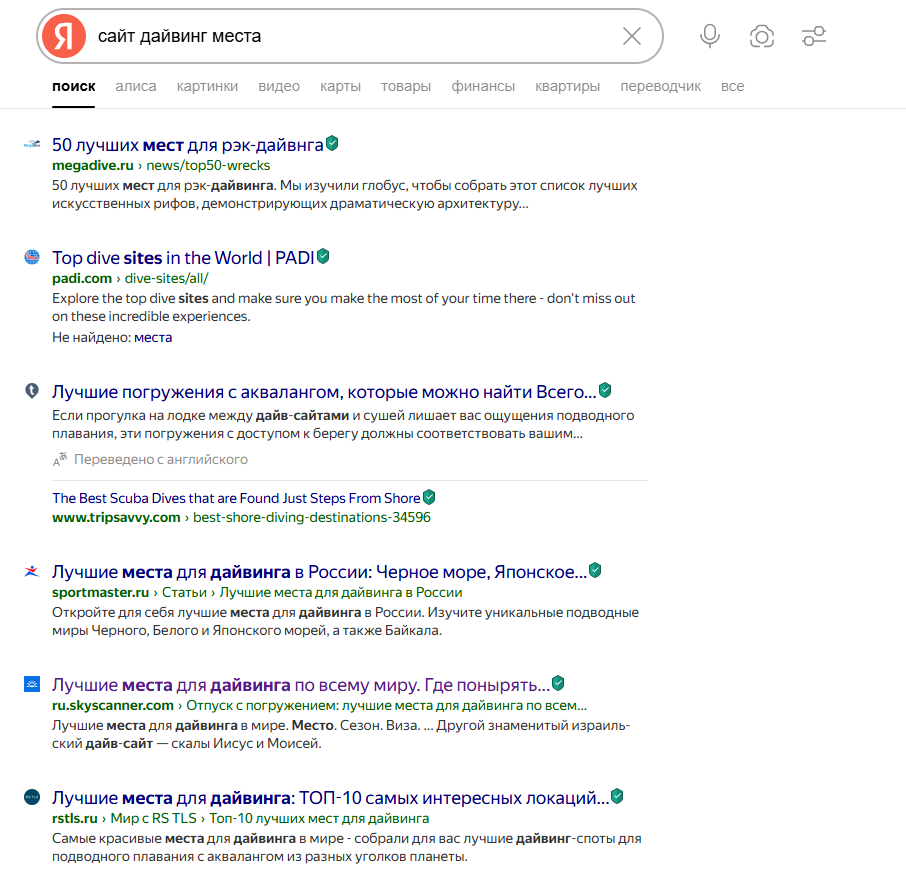 Я сайт дайвинг места
поиск алиса картинки видео карты товары финансы квартиры переводчик все
50 лучших мест для рэк-дайвнга
megadive.ru › news/top50-wrecks
50 лучших мест для рэк-дайвинга. Мы изучили глобус, чтобы собрать этот список лучших
искусственных рифов, демонстрирующих драматическую архитектуру...
Top dive sites in the World | PADI
padi.com › dive-sites/all/
Explore the top dive sites and make sure you make the most of your time there - don't miss out
on these incredible experiences.
Не найдено: места
Лучшие погружения с аквалангом, которые можно найти Всего...
Если прогулка на лодке между дайв-сайтами и сушей лишает вас ощущения подводного
плавания, эти погружения с доступом к берегу должны соответствовать вашим...
Переведено с английского
The Best Scuba Dives that are Found Just Steps From Shore
www.tripsavvy.com › best-shore-diving-destinations-34596
Лучшие места для дайвинга в России: Черное море, Японское...
sportmaster.ru › Статьи › Лучшие места для дайвинга в России
Откройте для себя лучшие места для дайвинга в России. Изучите уникальные подводные
миры Черного, Белого и Японского морей, а также Байкала.
Лучшие места для дайвинга по всему миру. Где понырять...
ru.skyscanner.com › Отпуск с погружением: лучшие места для дайвинга по всем...
Лучшие места для дайвинга в мире. Место. Сезон. Виза. ... Другой знаменитый израиль-
ский дайв-сайт — скалы Иисус и Моисей.
Лучшие места для дайвинга: ТОП-10 самых интересных локаций...
rstls.ru › Мир с RS TLS › Топ-10 лучших мест для дайвинга
Самые красивые места для дайвинга в мире - собрали для вас лучшие дайвинг-споты для
подводного плавания с аквалангом из разных уголков планеты.